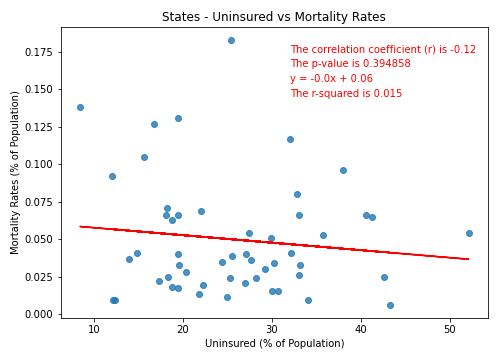 States - Uninsured vs Mortality Rates
The correlation coefficient (r) is -0.12
The p-value is 0.394858
y = -0.0x + 0.06
The r-squared is 0.015
Mortality Rates (% of Population)
0.175
0.150
0.125
0.100
0.075
0.050
0.025
0.000
10 20 30 40 50
Uninsured (% of Population)